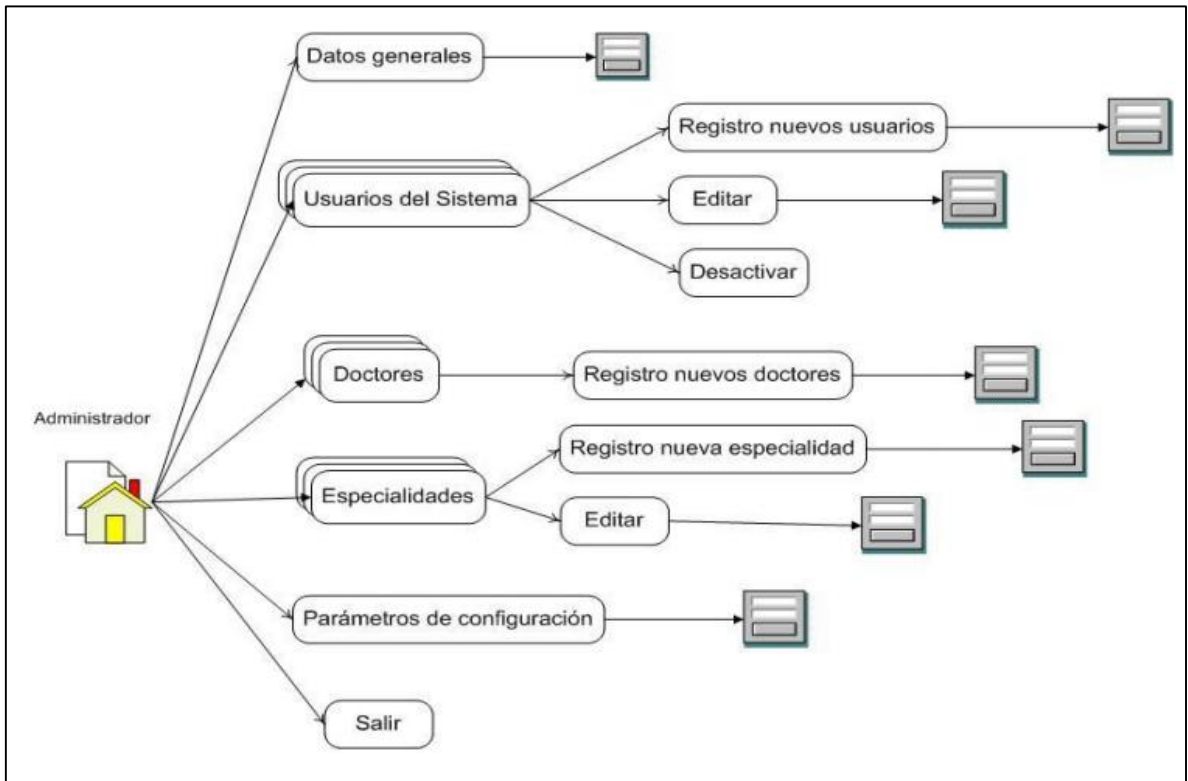 Datos generales
Registro nuevos usuarios
Usuarios del Sistema
Editar
Desactivar
Doctores
Registro nuevos doctores
Administrador
Registro nueva especialidad
Especialidades
Editar
Parámetros de configuración
Salir